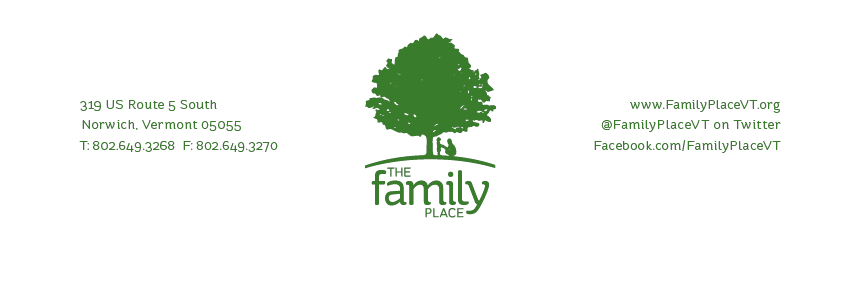 319 US Route 5 South
Norwich, Vermont 05055
T: 802.649.3268 F: 802.649.3270
THE
family
PLACE
www.FamilyPlaceVT.org
@FamilyPlaceVT on Twitter
Facebook.com/FamilyPlaceVT